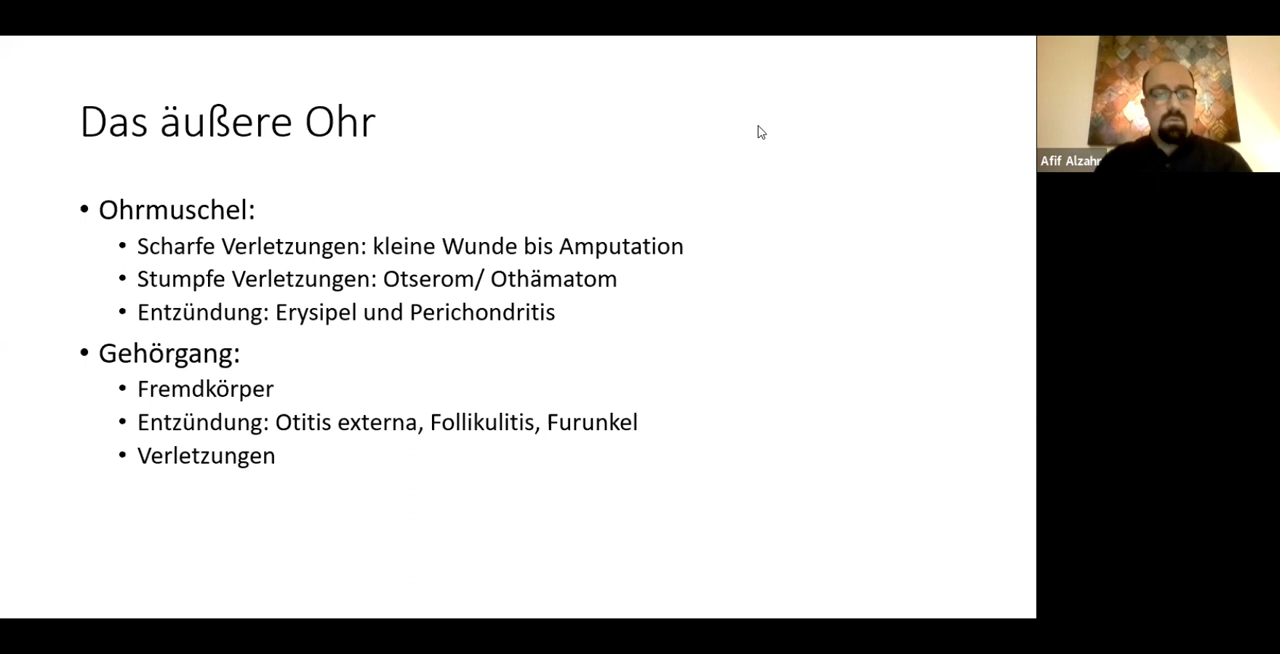 Das äußere Ohr
• Ohrmuschel:
• Scharfe Verletzungen: kleine Wunde bis Amputation
• Stumpfe Verletzungen: Otserom/ Othämatom
• Entzündung: Erysipel und Perichondritis
• Gehörgang:
• Fremdkörper
• Entzündung: Otitis externa, Follikulitis, Furunkel
• Verletzungen
Afif Alzahr